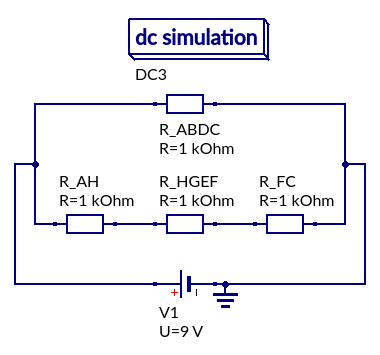 dc simulation
DC3
R_ABDC
R=1 kOhm
R_AH
R=1 kOhm
R_HGEF
R=1 kOhm
R_FC
R=1 kOhm
+
V1
U=9 V